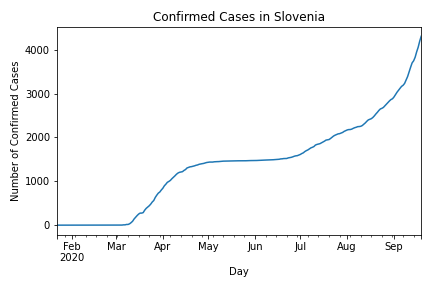 Confirmed Cases in Slovenia
Number of Confirmed Cases
4000
3000
2000
1000
0
Feb Mar Apr May Jun Jul Aug Sep
2020
Day